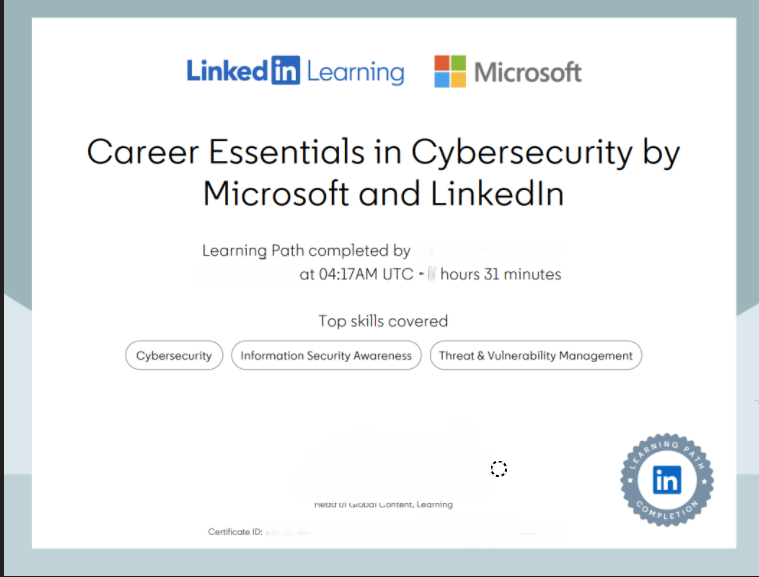 LinkedIn Learning Microsoft
Career Essentials in Cybersecurity by
Microsoft and LinkedIn
Learning Path completed by
at 04:17AM UTC • hours 31 minutes
Top skills covered
Cybersecurity Information Security Awareness Threat & Vulnerability Management
Head of Global Content, Learning
Certificate ID:
LEARNING PATH
in
COMPLETION